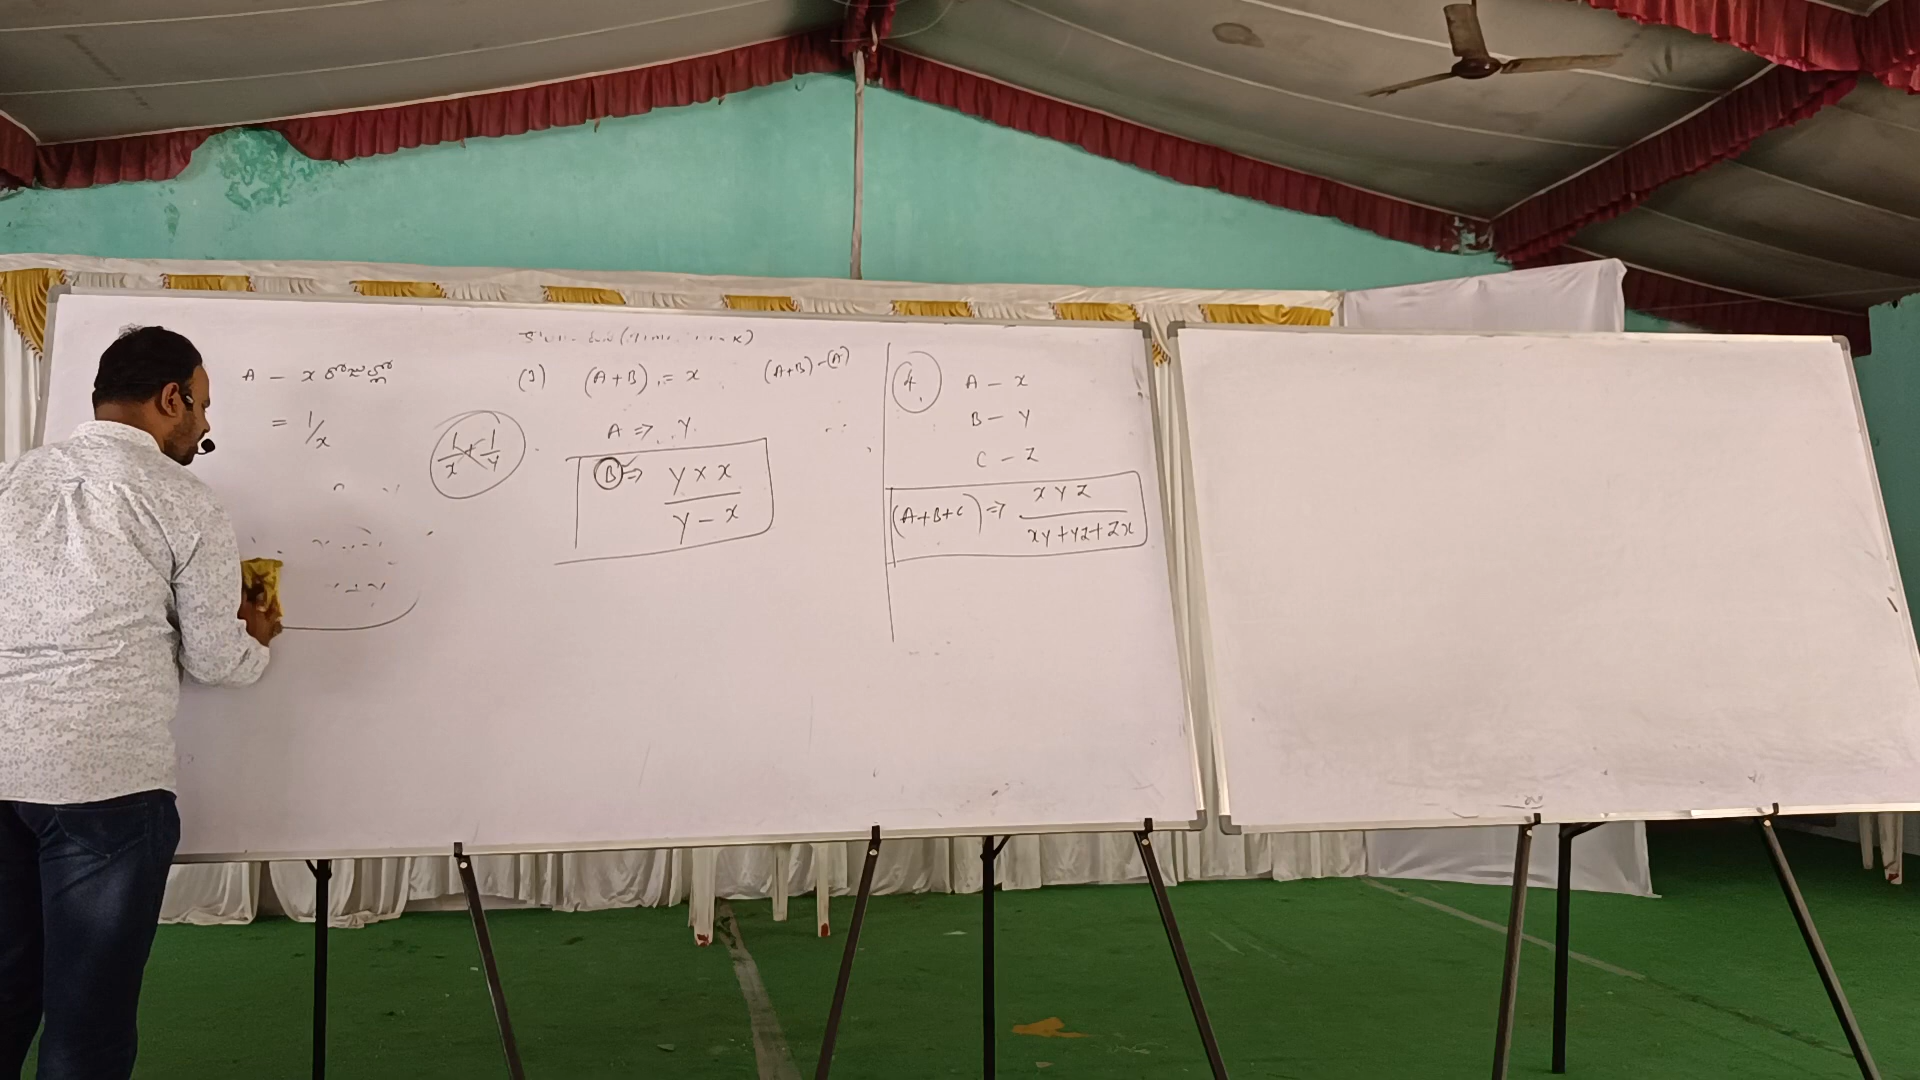 A - x రోజుల్లో
= 1/x
1/x + 1/y
(3) (A+B) = x (A+B)-(A)
A ⇒ y
B ⇒ y × x / y - x
4. A - x
B - y
C - z
(A+B+C) ⇒ xyz / xy+yz+zx